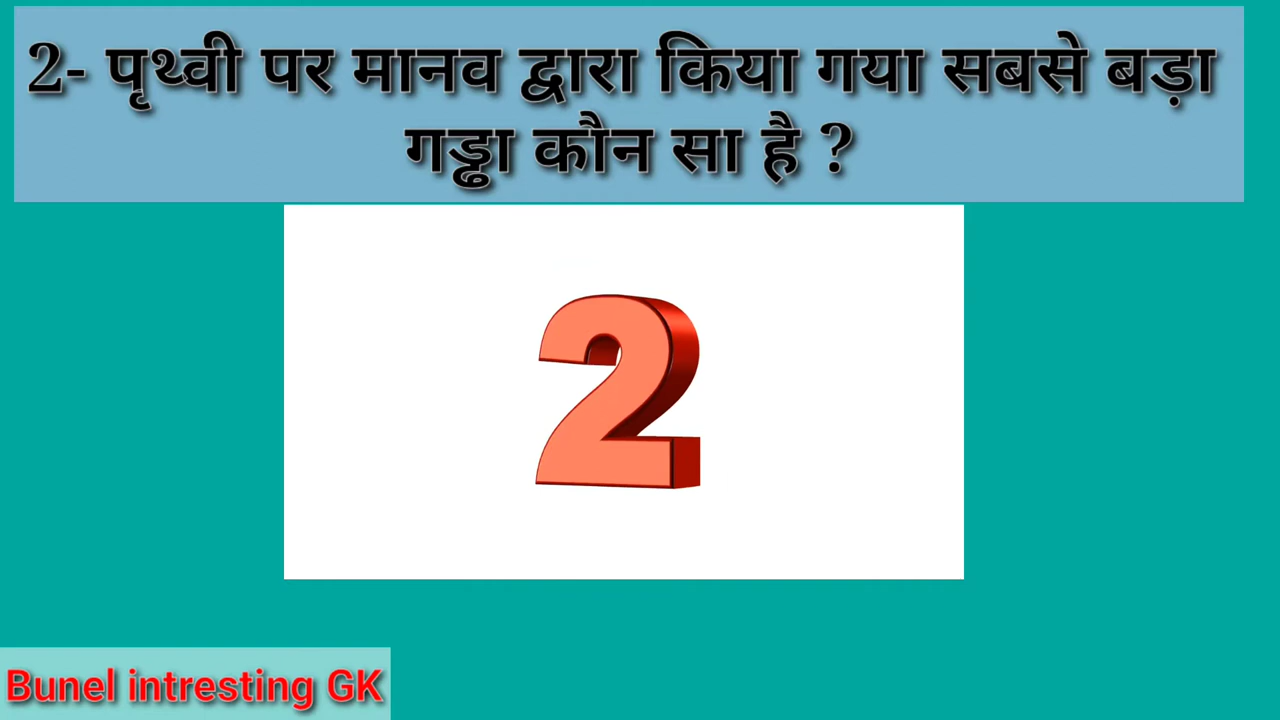 2- पृथ्वी पर मानव द्वारा किया गया सबसे बड़ा
गड्ढा कौन सा है ?
2
Bunel intresting GK